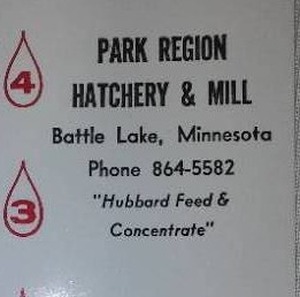 4
PARK REGION
HATCHERY & MILL
Battle Lake, Minnesota
Phone 864-5582
3
"Hubbard Feed &
Concentrate"